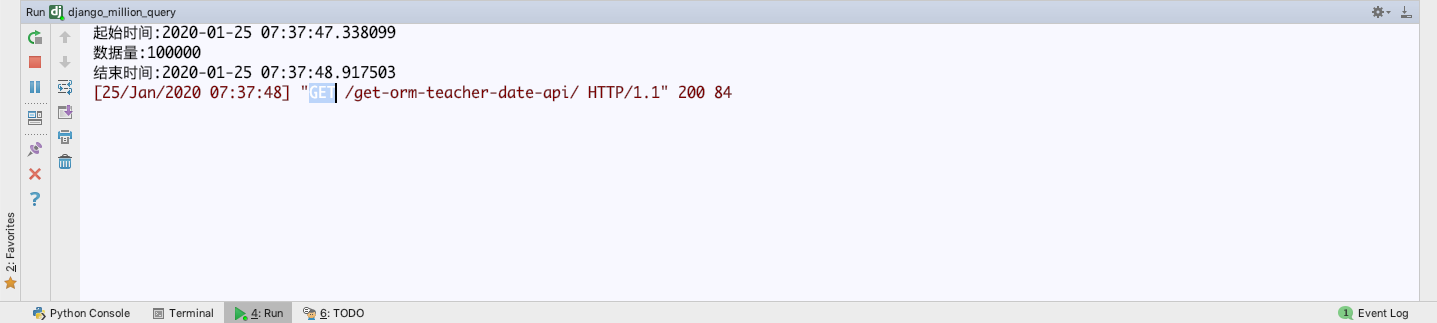 Run django_million_query
起始时间:2020-01-25 07:37:47.338099
数据量:100000
结束时间:2020-01-25 07:37:48.917503
[25/Jan/2020 07:37:48] "GET /get-orm-teacher-date-api/ HTTP/1.1" 200 84
2: Favorites
Python Console Terminal 4: Run 6: TODO 1 Event Log